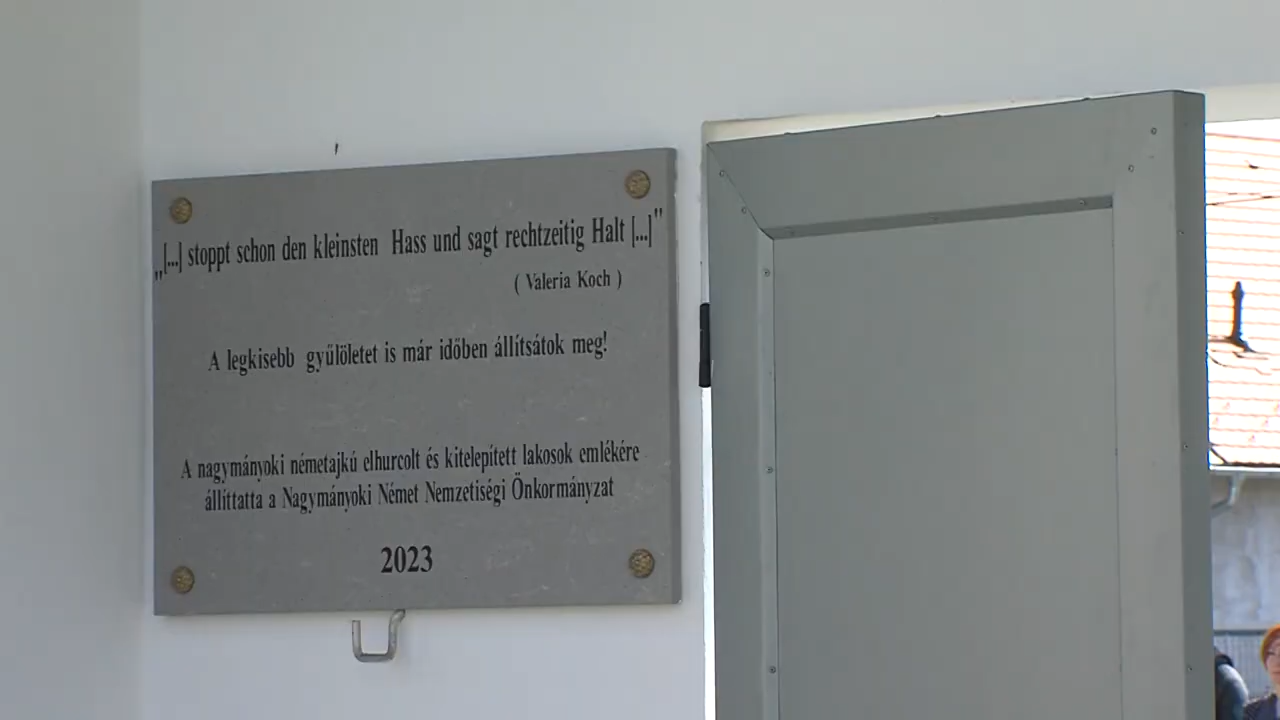 „[...] stoppt schon den kleinsten Hass und sagt rechtzeitig Halt [...]"
( Valeria Koch )
A legkisebb gyűlöletet is már időben állítsátok meg!
A nagymányoki németajkú elhurcolt és kitelepített lakosok emlékére
állíttatta a Nagymányoki Német Nemzetiségi Önkormányzat
2023